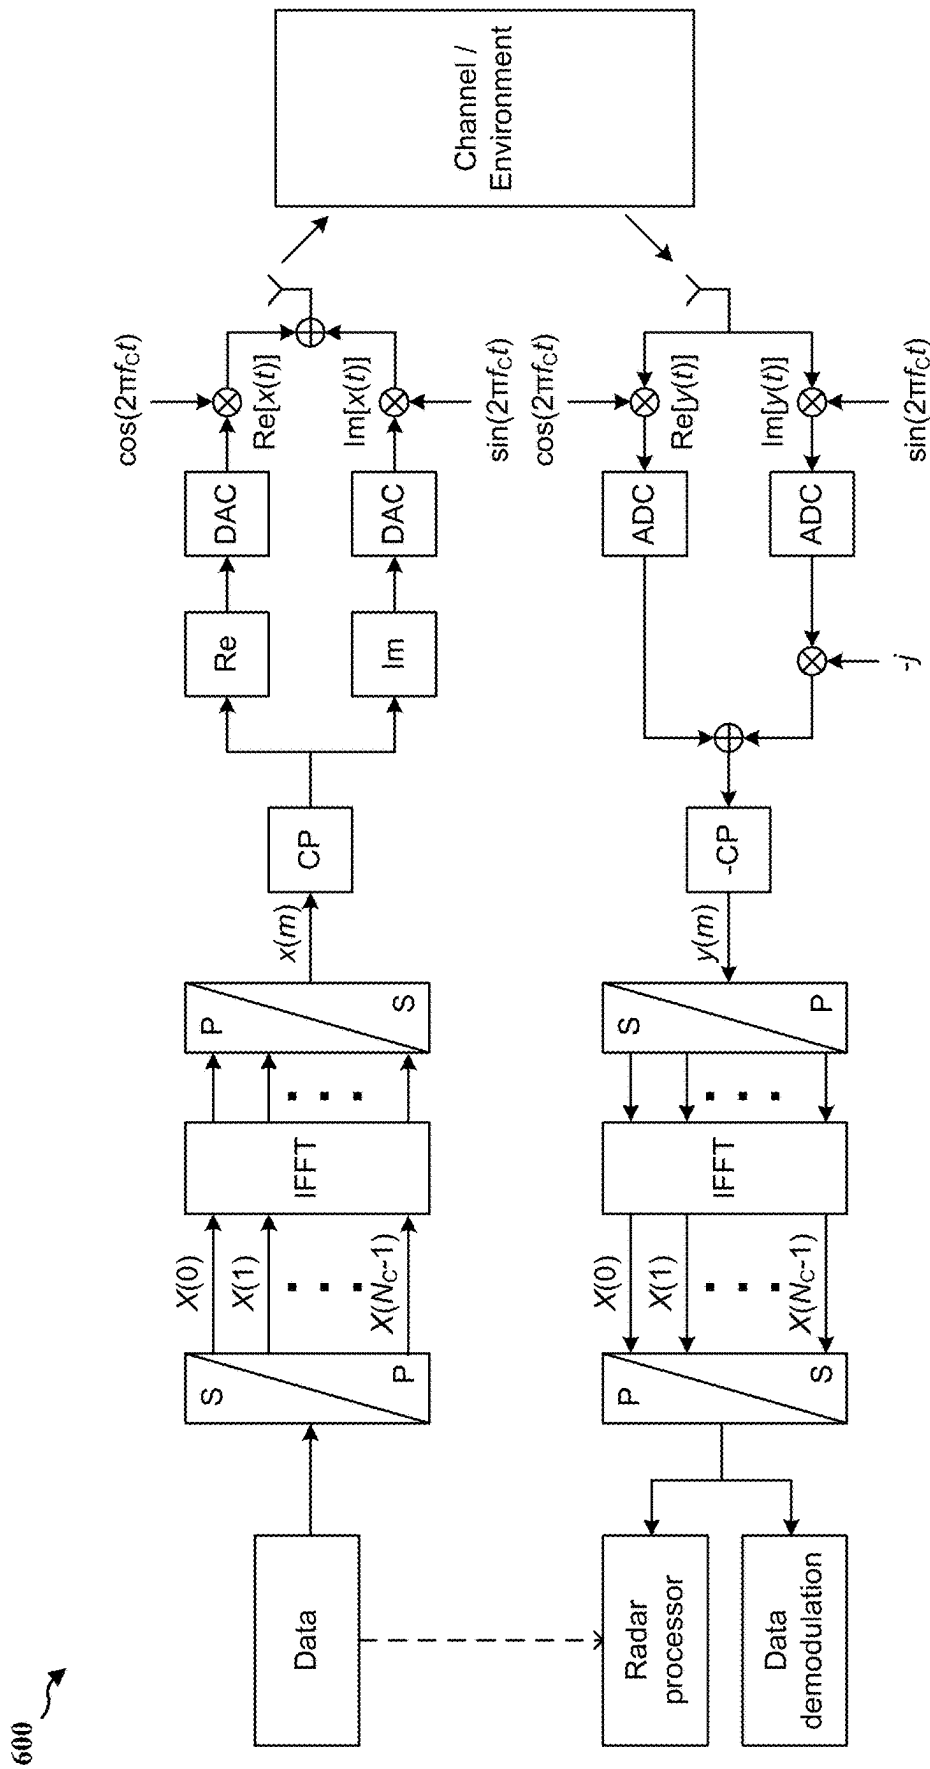 600
Data
S
P
X(0)
X(1)
X(N_C-1)
IFFT
P
S
x(m)
CP
Re
Im
DAC
DAC
cos(2πf_Ct)
Re[x(t)]
Im[x(t)]
sin(2πf_Ct)
Channel /
Environment
cos(2πf_Ct)
Re[y(t)]
Im[y(t)]
sin(2πf_Ct)
ADC
ADC
-j
-CP
y(m)
S
P
IFFT
X(0)
X(1)
X(N_C-1)
P
S
Radar
processor
Data
demodulation